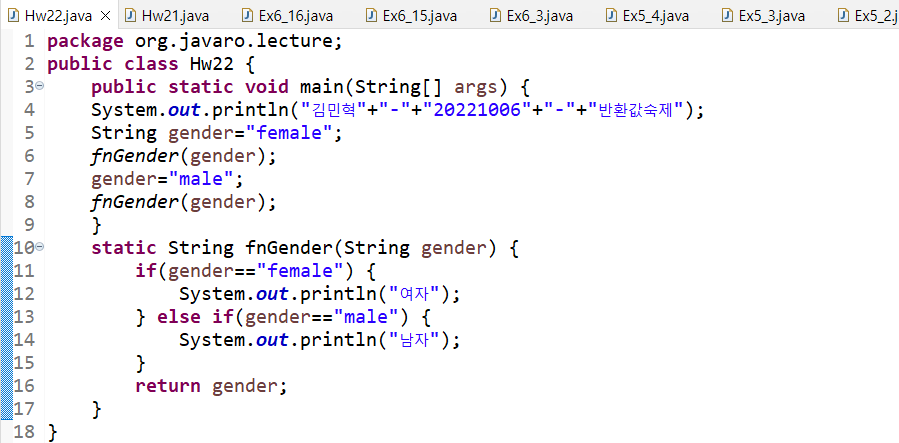 Hw22.java Hw21.java Ex6_16.java Ex6_15.java Ex6_3.java Ex5_4.java Ex5_3.java Ex5_2.j
1 package org.javaro.lecture;
2 public class Hw22 {
3 public static void main(String[] args) {
4 System.out.println("김민혁"+"-"+"20221006"+"-"+"반환값숙제");
5 String gender="female";
6 fnGender(gender);
7 gender="male";
8 fnGender(gender);
9 }
10 static String fnGender(String gender) {
11 if(gender=="female") {
12 System.out.println("여자");
13 } else if(gender=="male") {
14 System.out.println("남자");
15 }
16 return gender;
17 }
18 }